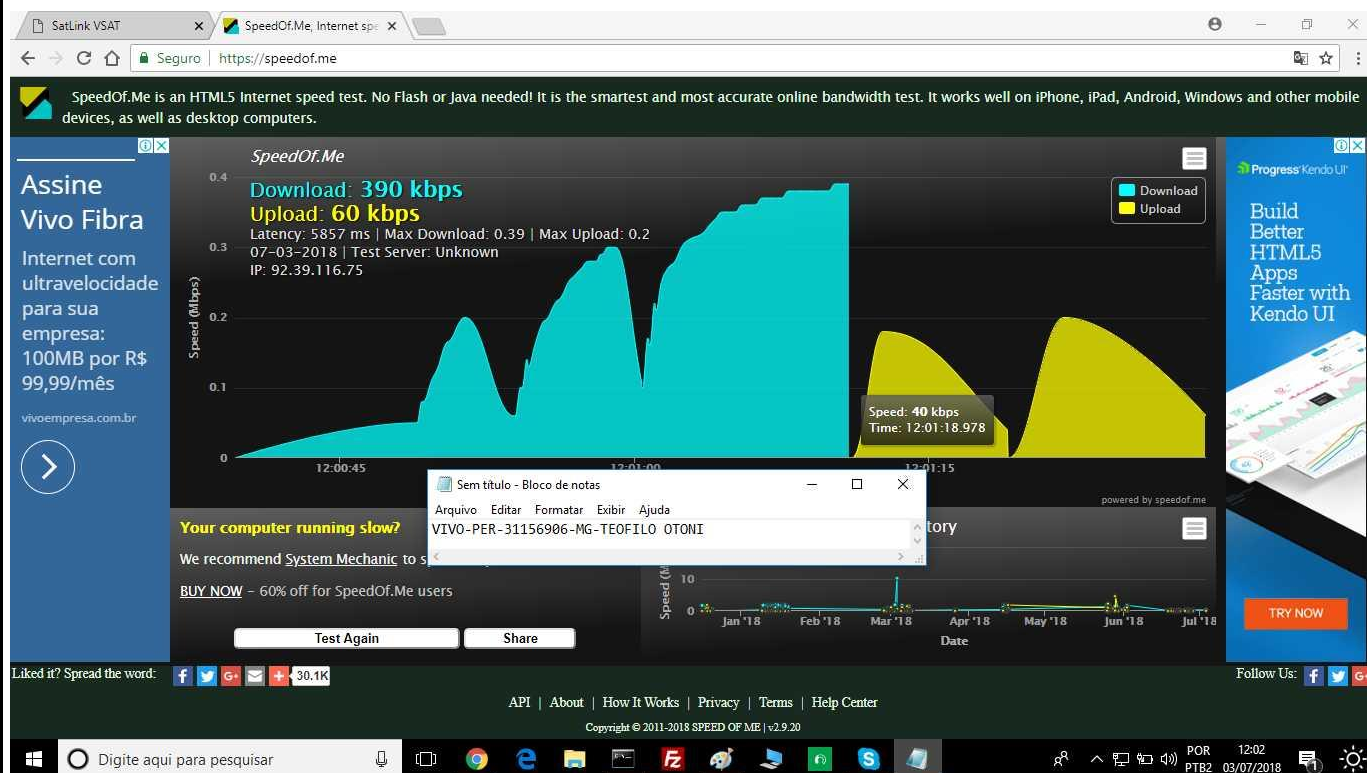 SatLink VSAT
SpeedOf.Me, Internet spe
Seguro | https://speedof.me
SpeedOf.Me is an HTML5 Internet speed test. No Flash or Java needed! It is the smartest and most accurate online bandwidth test. It works well on iPhone, iPad, Android, Windows and other mobile
devices, as well as desktop computers.
Assine
Vivo Fibra
Internet com
ultravelocidade
para sua
empresa:
100MB por R$
99,99/mês
vivoempresa.com.br
SpeedOf.Me
Download: 390 kbps
Upload: 60 kbps
Latency: 5857 ms | Max Download: 0.39 | Max Upload: 0.2
07-03-2018 | Test Server: Unknown
IP: 92.39.116.75
Download
Upload
Speed (Mbps)
0.4
0.3
0.2
0.1
0
Speed: 40 kbps
Time: 12:01:18.978
12:00:45
12:01:00
12:01:15
powered by speedof.me
Progress Kendo UI
Build
Better
HTML5
Apps
Faster with
Kendo UI
TRY NOW
Sem título - Bloco de notas
Arquivo Editar Formatar Exibir Ajuda
VIVO-PER-31156906-MG-TEOFILO OTONI
Your computer running slow?
We recommend System Mechanic to s
BUY NOW – 60% off for SpeedOf.Me users
Test Again
Share
tory
Speed (M
10
0
Jan '18 Feb '18 Mar '18 Apr '18 May '18 Jun '18 Jul '18
Date
Liked it? Spread the word:
30.1K
Follow Us:
API | About | How It Works | Privacy | Terms | Help Center
Copyright © 2011-2018 SPEED OF ME | v2.9.20
Digite aqui para pesquisar
POR
PTB2
12:02
03/07/2018
1